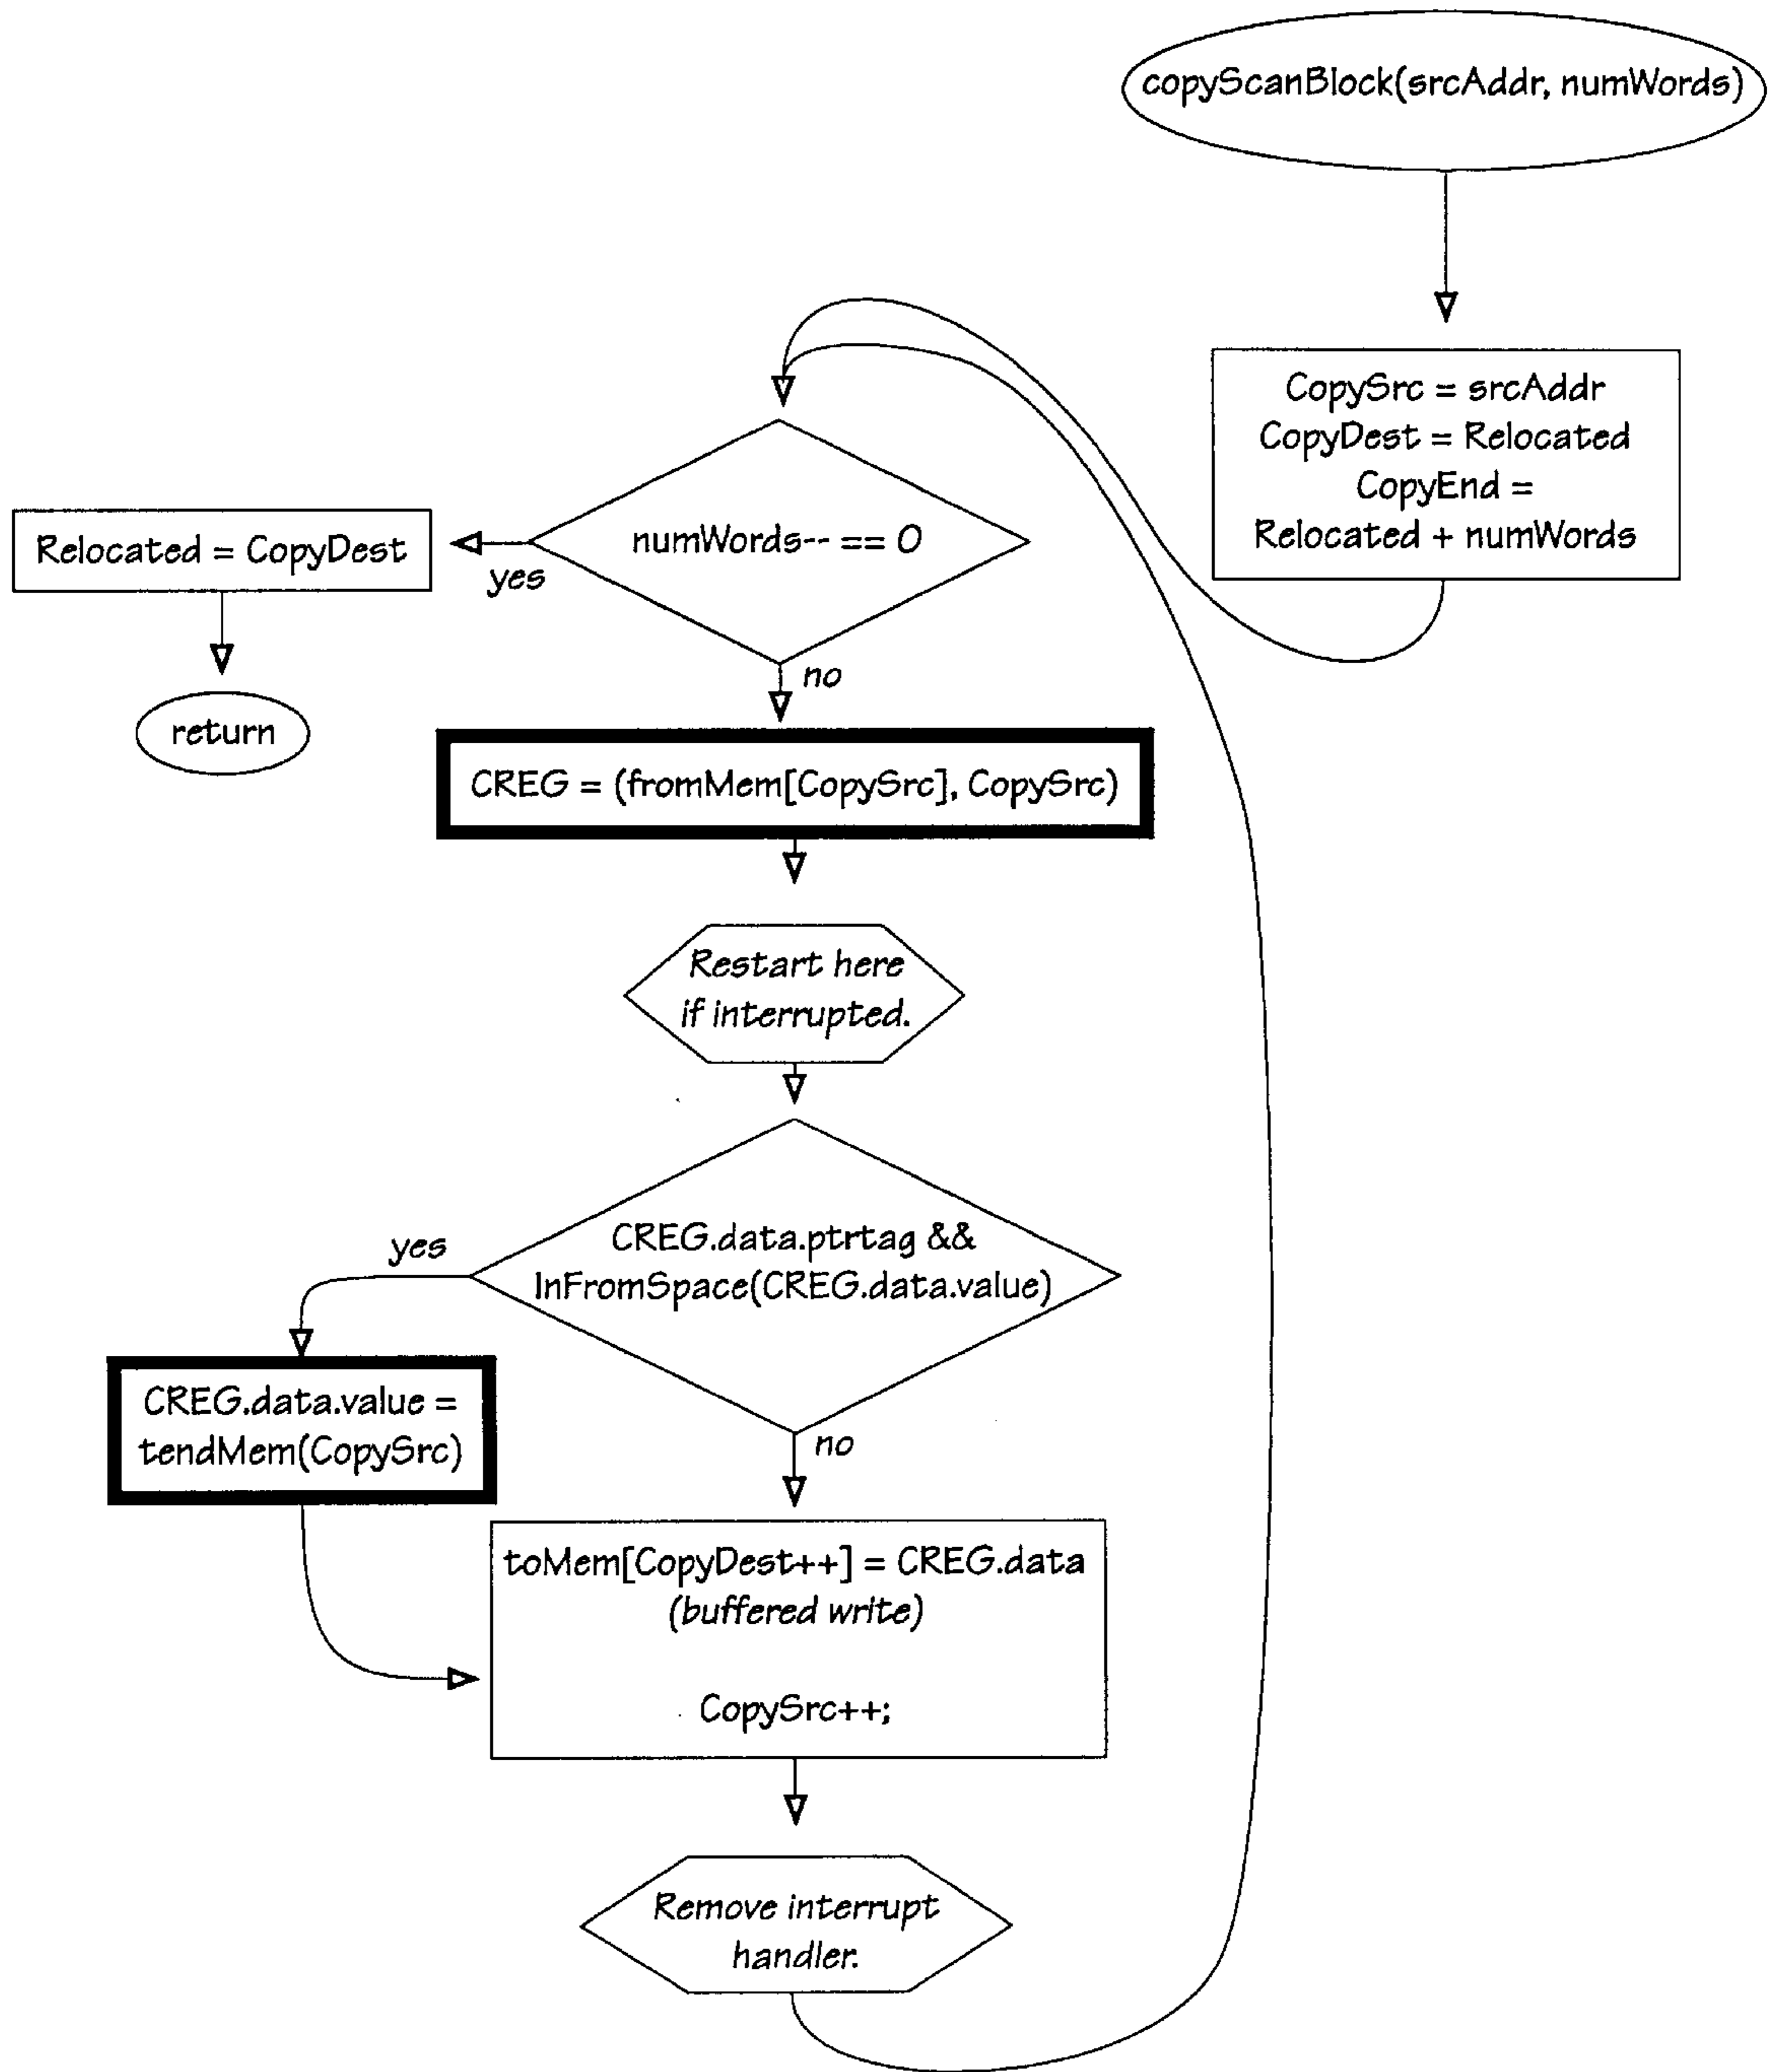 copyScanBlock(srcAddr, numWords)
CopySrc = srcAddr
CopyDest = Relocated
CopyEnd =
Relocated + numWords
numWords-- == 0
yes
Relocated = CopyDest
return
no
CREG = (fromMem[CopySrc], CopySrc)
Restart here
if interrupted.
CREG.data.ptrtag &&
InFromSpace(CREG.data.value)
yes
CREG.data.value =
tendMem(CopySrc)
no
toMem[CopyDest++] = CREG.data
(buffered write)
CopySrc++;
Remove interrupt
handler.